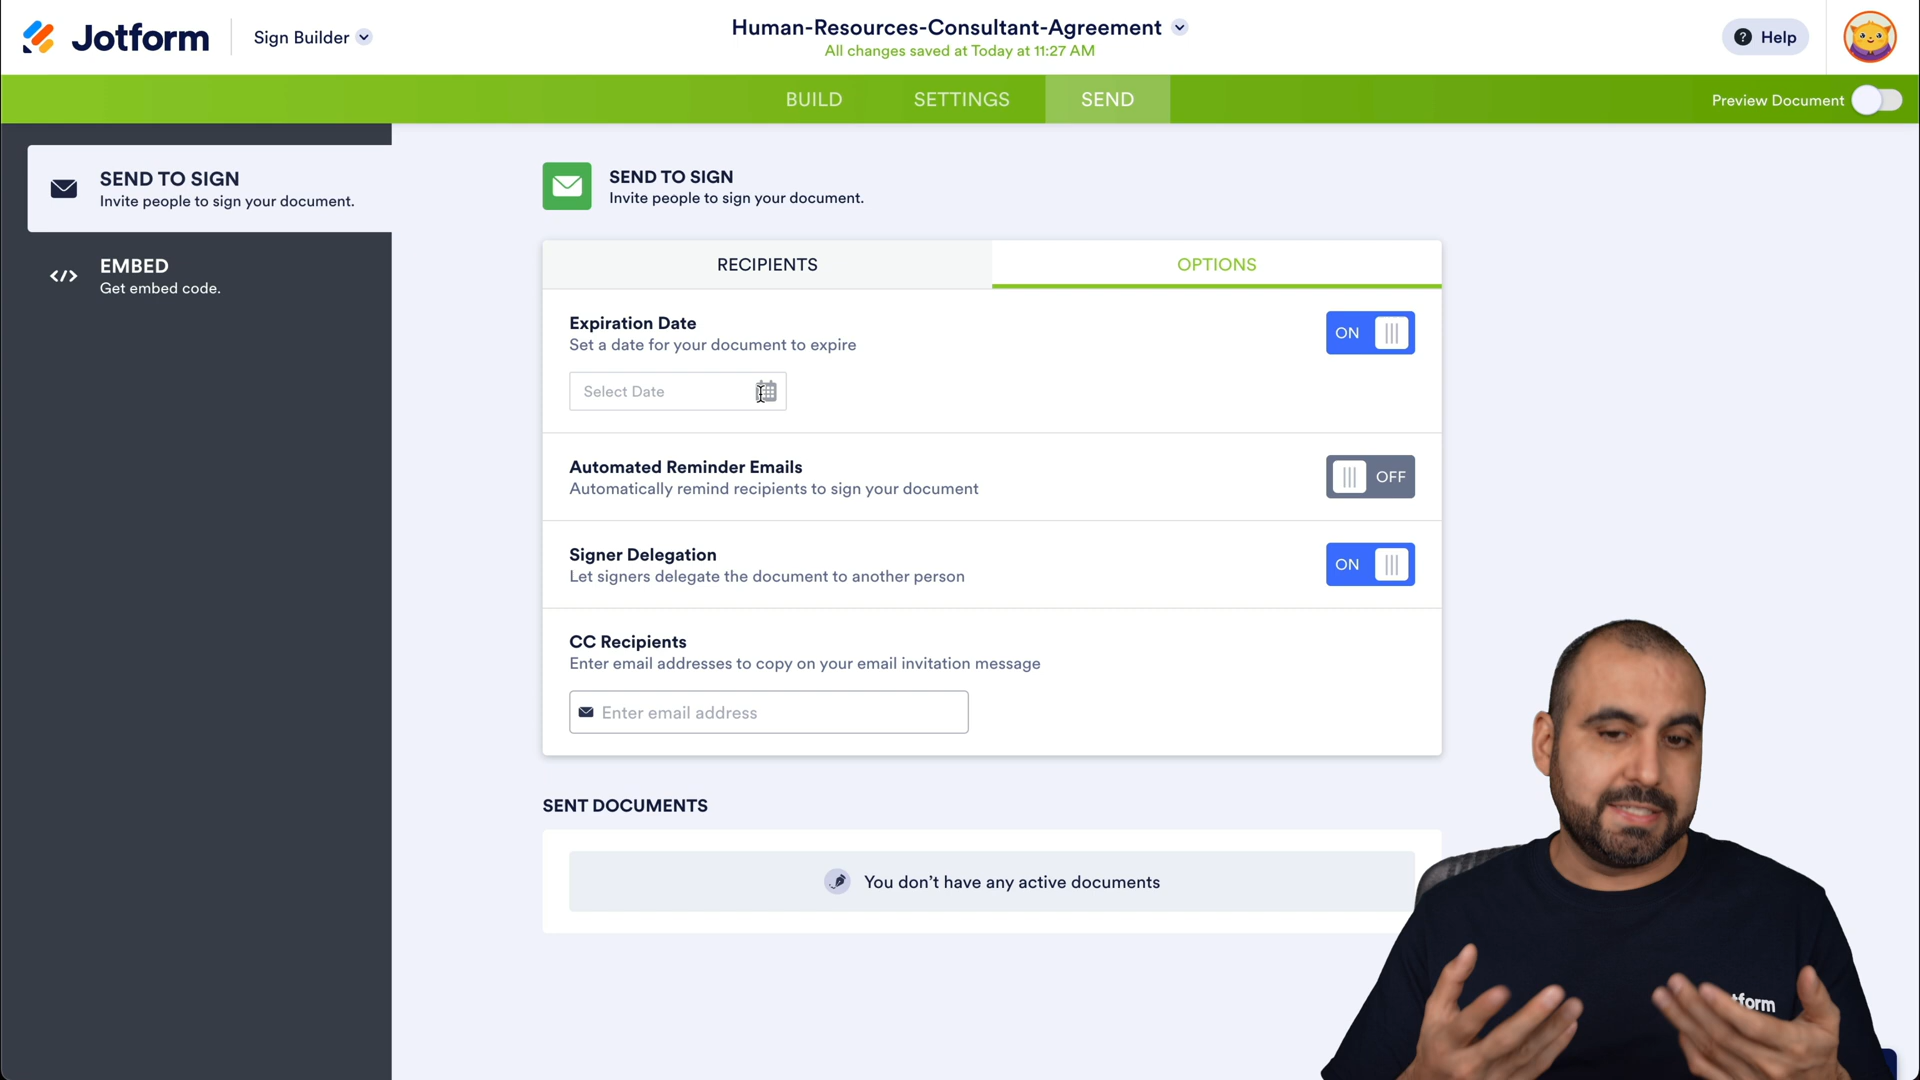 Jotform
Sign Builder
Human-Resources-Consultant-Agreement
All changes saved at Today at 11:27 AM
Help
BUILD
SETTINGS
SEND
Preview Document
SEND TO SIGN
Invite people to sign your document.
EMBED
Get embed code.
SEND TO SIGN
Invite people to sign your document.
RECIPIENTS
OPTIONS
Expiration Date
Set a date for your document to expire
ON
Select Date
Automated Reminder Emails
Automatically remind recipients to sign your document
OFF
Signer Delegation
Let signers delegate the document to another person
ON
CC Recipients
Enter email addresses to copy on your email invitation message
Enter email address
SENT DOCUMENTS
You don't have any active documents